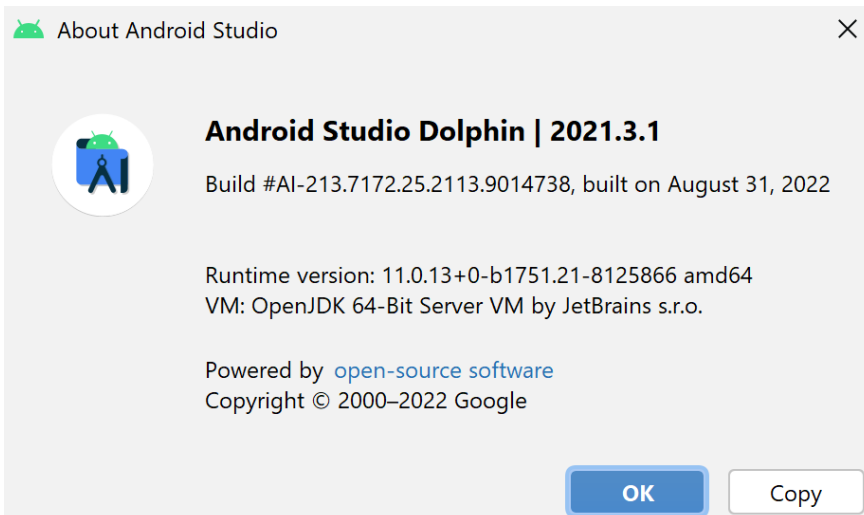 About Android Studio
Android Studio Dolphin | 2021.3.1
Build #AI-213.7172.25.2113.9014738, built on August 31, 2022
Runtime version: 11.0.13+0-b1751.21-8125866 amd64
VM: OpenJDK 64-Bit Server VM by JetBrains s.r.o.
Powered by open-source software
Copyright © 2000–2022 Google
OK Copy